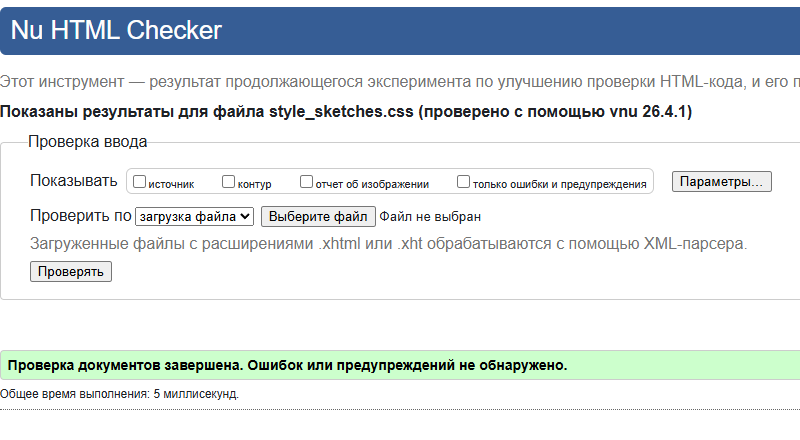 Nu HTML Checker
Этот инструмент — результат продолжающегося эксперимента по улучшению проверки HTML-кода, и его п
Показаны результаты для файла style_sketches.css (проверено с помощью vnu 26.4.1)
Проверка ввода
Показывать источник контур отчет об изображении только ошибки и предупреждения Параметры...
Проверить по загрузка файла Выберите файл Файл не выбран
Загруженные файлы с расширениями .xhtml или .xht обрабатываются с помощью XML-парсера.
Проверять
Проверка документов завершена. Ошибок или предупреждений не обнаружено.
Общее время выполнения: 5 миллисекунд.